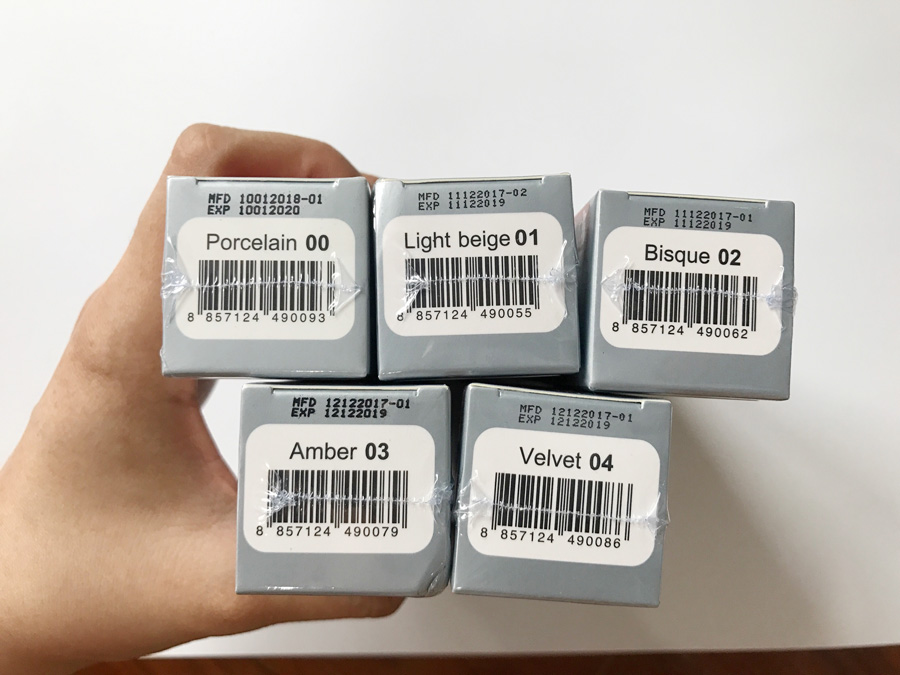 MFD 10012018-01
EXP 10012020
Porcelain 00
8 857124 490093
MFD 11122017-02
EXP 11122019
Light beige 01
8 857124 490055
MFD 11122017-01
EXP 11122019
Bisque 02
8 857124 490062
MFD 12122017-01
EXP 12122019
Amber 03
8 857124 490079
MFD 12122017-01
EXP 12122019
Velvet 04
8 857124 490086